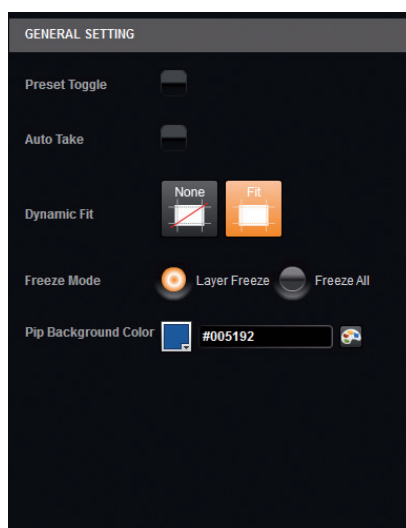 GENERAL SETTING
Preset Toggle
Auto Take
Dynamic Fit None Fit
Freeze Mode Layer Freeze Freeze All
Pip Background Color #005192